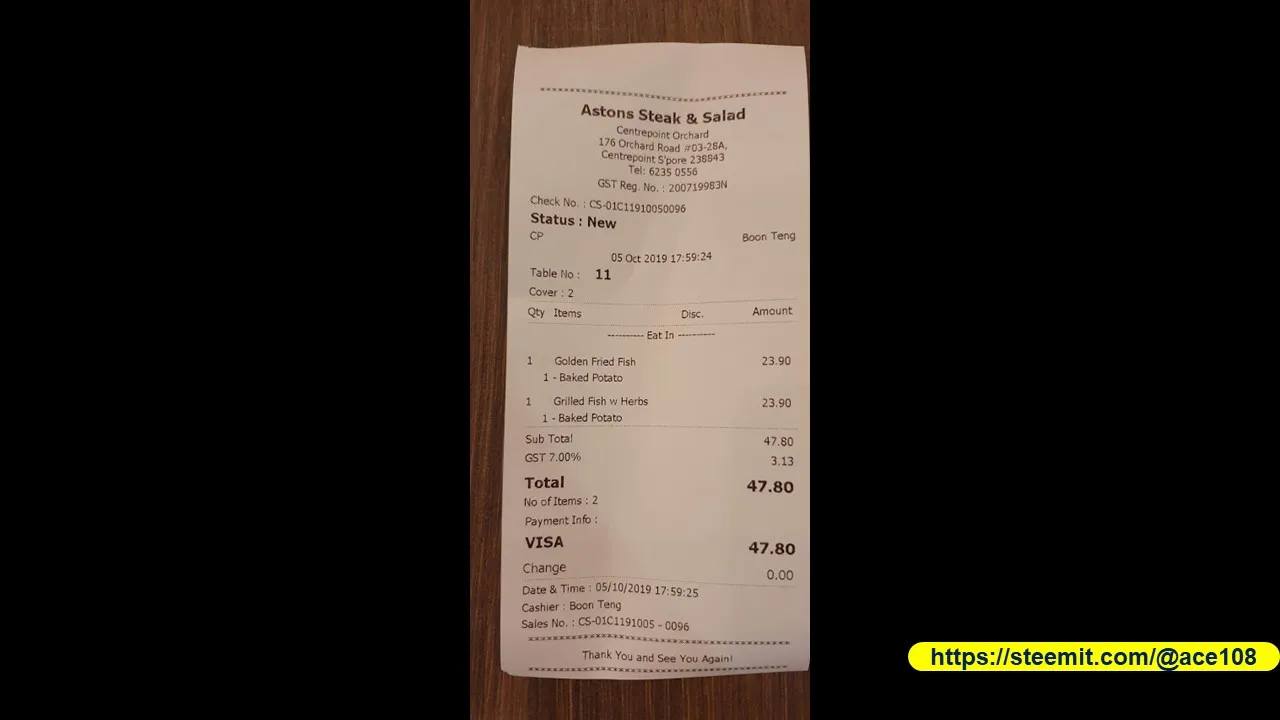 Astons Steak & Salad
Centrepoint Orchard
176 Orchard Road #03-28A,
Centrepoint S'pore 238843
Tel: 6235 0556
GST Reg. No. : 200719983N
Check No. : CS-01C11910050096
Status : New
CP Boon Teng
05 Oct 2019 17:59:24
Table No : 11
Cover : 2
Qty Items Disc. Amount
---------- Eat In ----------
1 Golden Fried Fish 23.90
1 - Baked Potato
1 Grilled Fish w Herbs 23.90
1 - Baked Potato
Sub Total 47.80
GST 7.00% 3.13
Total 47.80
No of Items : 2
Payment Info :
VISA 47.80
Change 0.00
Date & Time : 05/10/2019 17:59:25
Cashier : Boon Teng
Sales No. : CS-01C1191005 - 0096
Thank You and See You Again!
https://steemit.com/@ace108